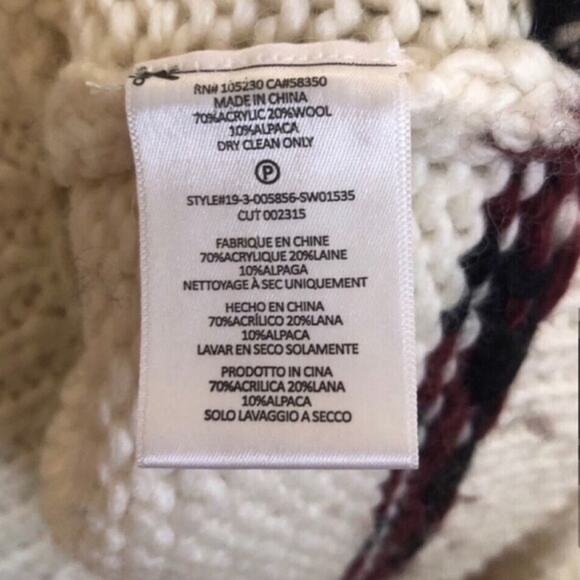 RN# 105230 CA#58350
MADE IN CHINA
70%ACRYLIC 20%WOOL
10%ALPACA
DRY CLEAN ONLY
P
STYLE#19-3-005856-SW01535
CUT 002315
FABRIQUE EN CHINE
70%ACRYLIQUE 20%LAINE
10%ALPAGA
NETTOYAGE À SEC UNIQUEMENT
HECHO EN CHINA
70%ACRÍLICO 20%LANA
10%ALPACA
LAVAR EN SECO SOLAMENTE
PRODOTTO IN CINA
70%ACRILICA 20%LANA
10%ALPACA
SOLO LAVAGGIO A SECCO